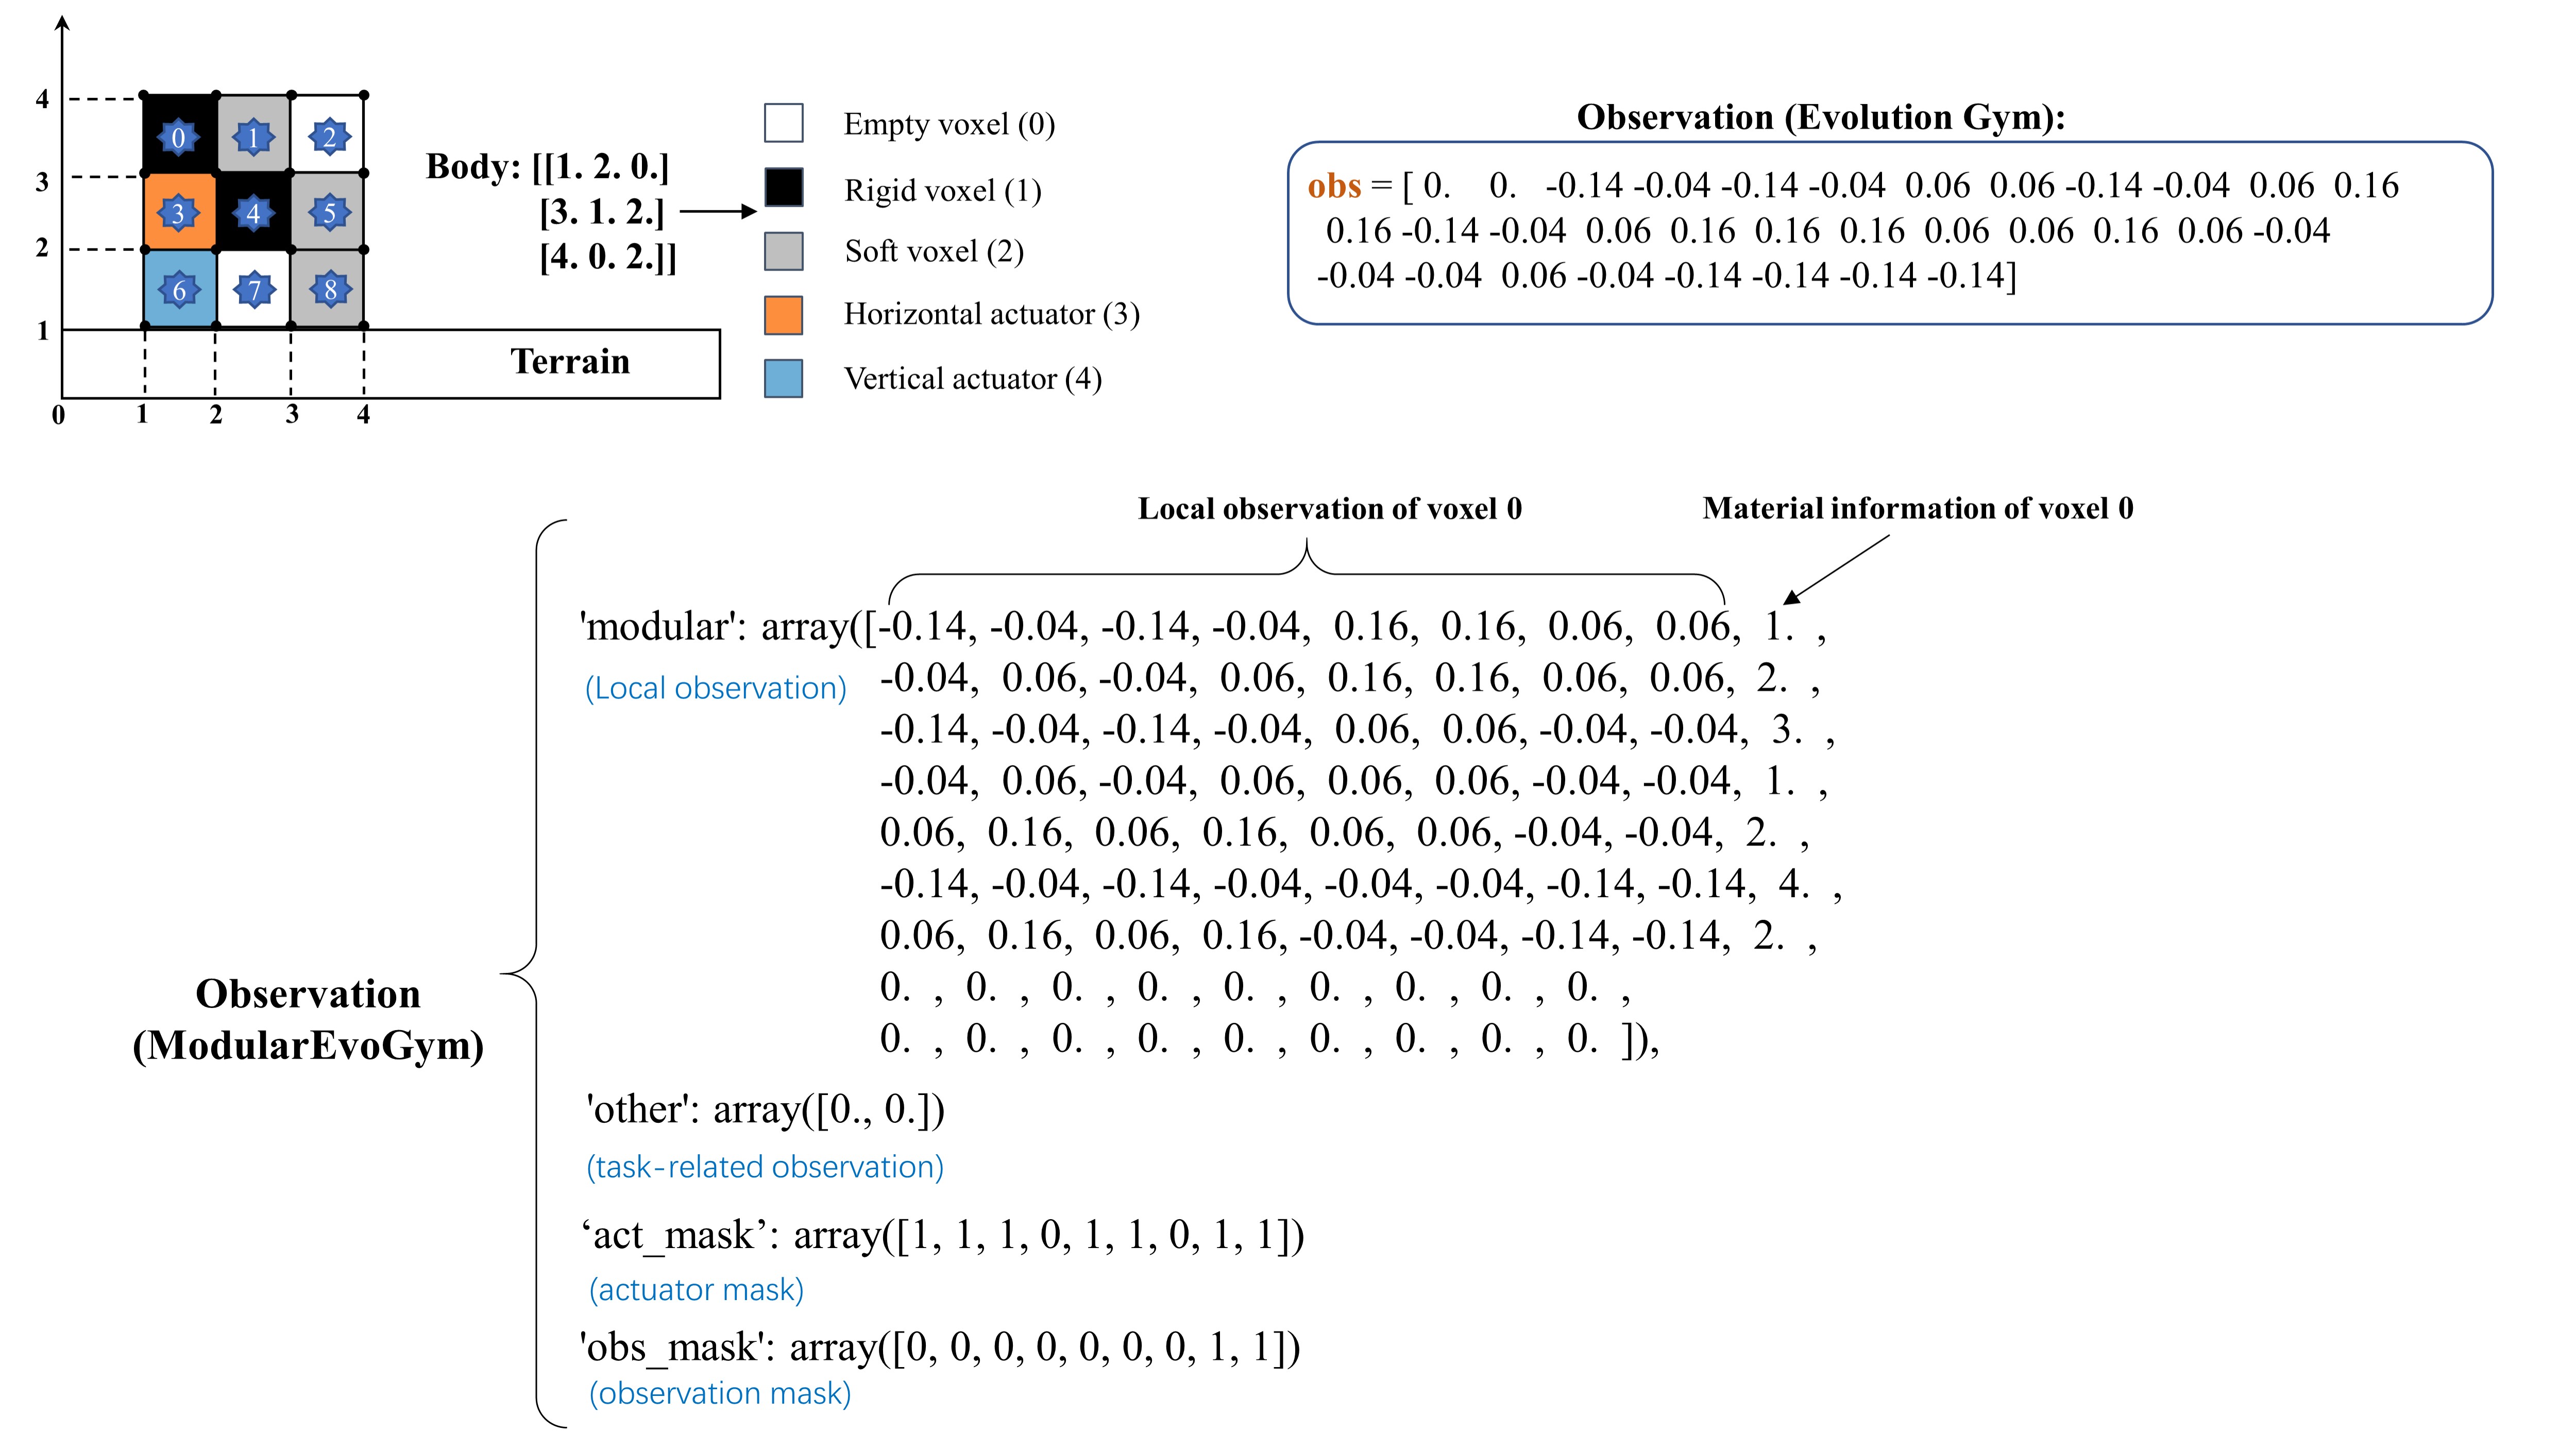 4
3
2
1
0 1 2 3 4
0 1 2
3 4 5
6 7 8
Terrain
Body: [[1. 2. 0.]
[3. 1. 2.]
[4. 0. 2.]]
Empty voxel (0)
Rigid voxel (1)
Soft voxel (2)
Horizontal actuator (3)
Vertical actuator (4)
Observation (Evolution Gym):
obs = [ 0. 0. -0.14 -0.04 -0.14 -0.04 0.06 0.06 -0.14 -0.04 0.06 0.16
0.16 -0.14 -0.04 0.06 0.16 0.16 0.16 0.06 0.06 0.16 0.06 -0.04
-0.04 -0.04 0.06 -0.04 -0.14 -0.14 -0.14 -0.14]
Local observation of voxel 0
Material information of voxel 0
Observation
(ModularEvoGym)
'modular': array([-0.14, -0.04, -0.14, -0.04, 0.16, 0.16, 0.06, 0.06, 1. ,
(Local observation)
-0.04, 0.06, -0.04, 0.06, 0.16, 0.16, 0.06, 0.06, 2. ,
-0.14, -0.04, -0.14, -0.04, 0.06, 0.06, -0.04, -0.04, 3. ,
-0.04, 0.06, -0.04, 0.06, 0.06, 0.06, -0.04, -0.04, 1. ,
0.06, 0.16, 0.06, 0.16, 0.06, 0.06, -0.04, -0.04, 2. ,
-0.14, -0.04, -0.14, -0.04, -0.04, -0.04, -0.14, -0.14, 4. ,
0.06, 0.16, 0.06, 0.16, -0.04, -0.04, -0.14, -0.14, 2. ,
0. , 0. , 0. , 0. , 0. , 0. , 0. , 0. , 0. ,
0. , 0. , 0. , 0. , 0. , 0. , 0. , 0. , 0. ]),
'other': array([0., 0.])
(task-related observation)
‘act_mask’: array([1, 1, 1, 0, 1, 1, 0, 1, 1])
(actuator mask)
'obs_mask': array([0, 0, 0, 0, 0, 0, 0, 1, 1])
(observation mask)